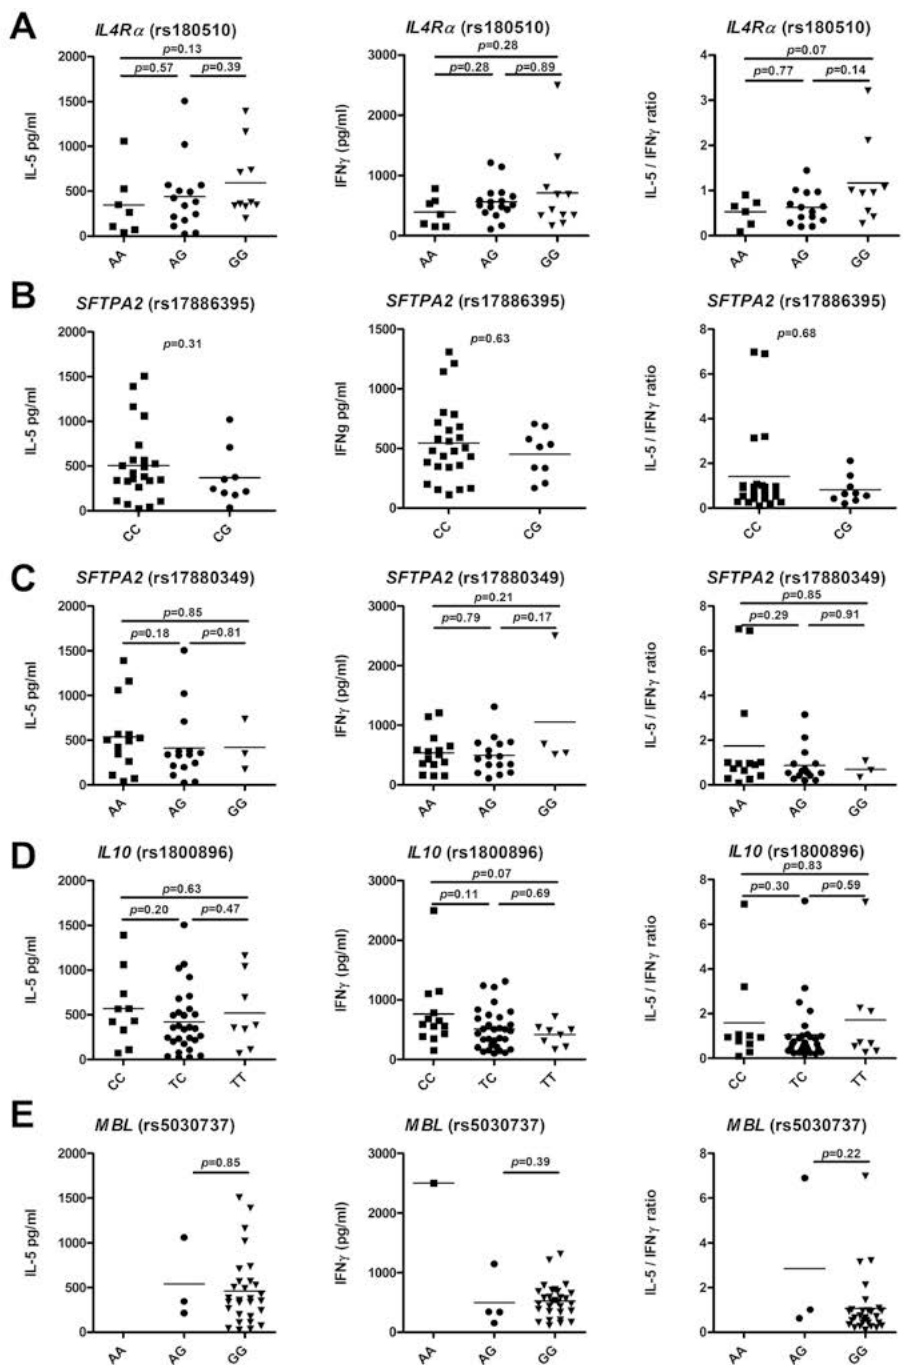 A
IL4Rα (rs180510)
p=0.13
p=0.57
p=0.39
IL-5 pg/ml
2000
1500
1000
500
0
AA
AG
GG
IL4Rα (rs180510)
p=0.28
p=0.28
p=0.89
IFNγ (pg/ml)
3000
2000
1000
0
AA
AG
GG
IL4Rα (rs180510)
p=0.07
p=0.77
p=0.14
IL-5 / IFNγ ratio
4
3
2
1
0
AA
AG
GG
B
SFTPA2 (rs17886395)
p=0.31
IL-5 pg/ml
2000
1500
1000
500
0
CC
CG
SFTPA2 (rs17886395)
p=0.63
IFNg pg/ml
1500
1000
500
0
CC
CG
SFTPA2 (rs17886395)
p=0.68
IL-5 / IFNγ ratio
8
6
4
2
0
CC
CG
C
SFTPA2 (rs17880349)
p=0.85
p=0.18
p=0.81
IL-5 pg/ml
2000
1500
1000
500
0
AA
AG
GG
SFTPA2 (rs17880349)
p=0.21
p=0.79
p=0.17
IFNγ (pg/ml)
3000
2000
1000
0
AA
AG
GG
SFTPA2 (rs17880349)
p=0.85
p=0.29
p=0.91
IL-5 / IFNγ ratio
8
6
4
2
0
AA
AG
GG
D
IL10 (rs1800896)
p=0.63
p=0.20
p=0.47
IL-5 pg/ml
2000
1500
1000
500
0
CC
TC
TT
IL10 (rs1800896)
p=0.07
p=0.11
p=0.69
IFNγ (pg/ml)
3000
2000
1000
0
CC
TC
TT
IL10 (rs1800896)
p=0.83
p=0.30
p=0.59
IL-5 / IFNγ ratio
8
6
4
2
0
CC
TC
TT
E
MBL (rs5030737)
p=0.85
IL-5 pg/ml
2000
1500
1000
500
0
AA
AG
GG
MBL (rs5030737)
p=0.39
IFNγ (pg/ml)
3000
2000
1000
0
AA
AG
GG
MBL (rs5030737)
p=0.22
IL-5 / IFNγ ratio
8
6
4
2
0
AA
AG
GG